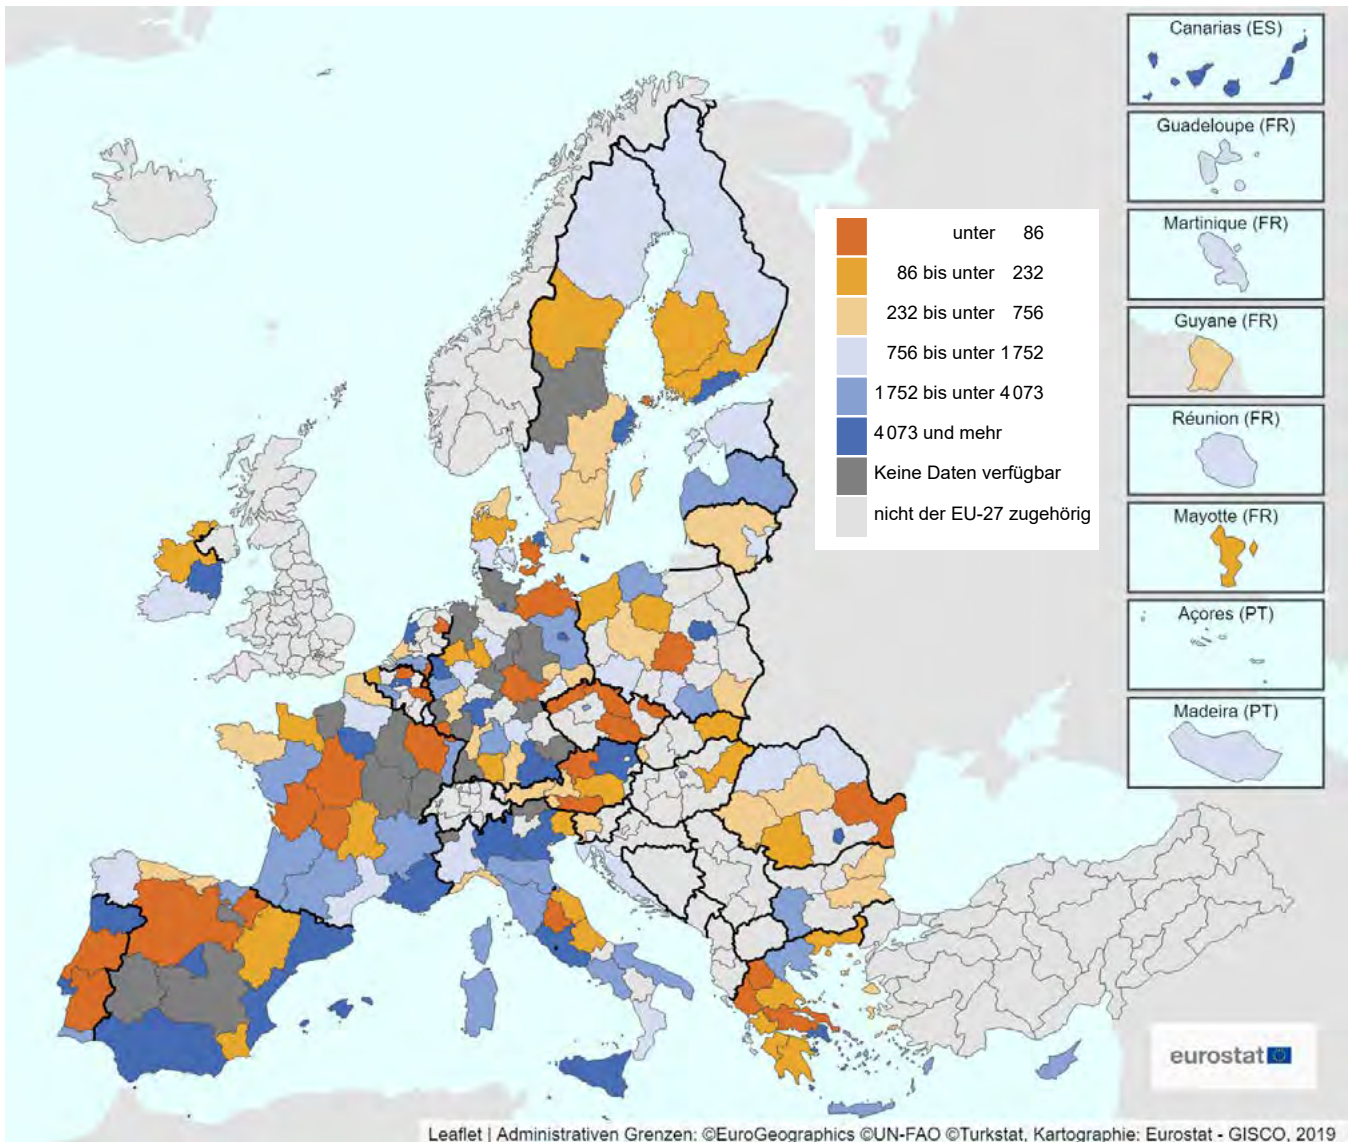 Canarias (ES)
Guadeloupe (FR)
Martinique (FR)
Guyane (FR)
Réunion (FR)
Mayotte (FR)
Açores (PT)
Madeira (PT)
unter 86
86 bis unter 232
232 bis unter 756
756 bis unter 1 752
1 752 bis unter 4 073
4 073 und mehr
Keine Daten verfügbar
nicht der EU-27 zugehörig
eurostat
Leaflet | Administrativen Grenzen: ©EuroGeographics ©UN-FAO ©Turkstat, Kartographie: Eurostat - GISCO, 2019